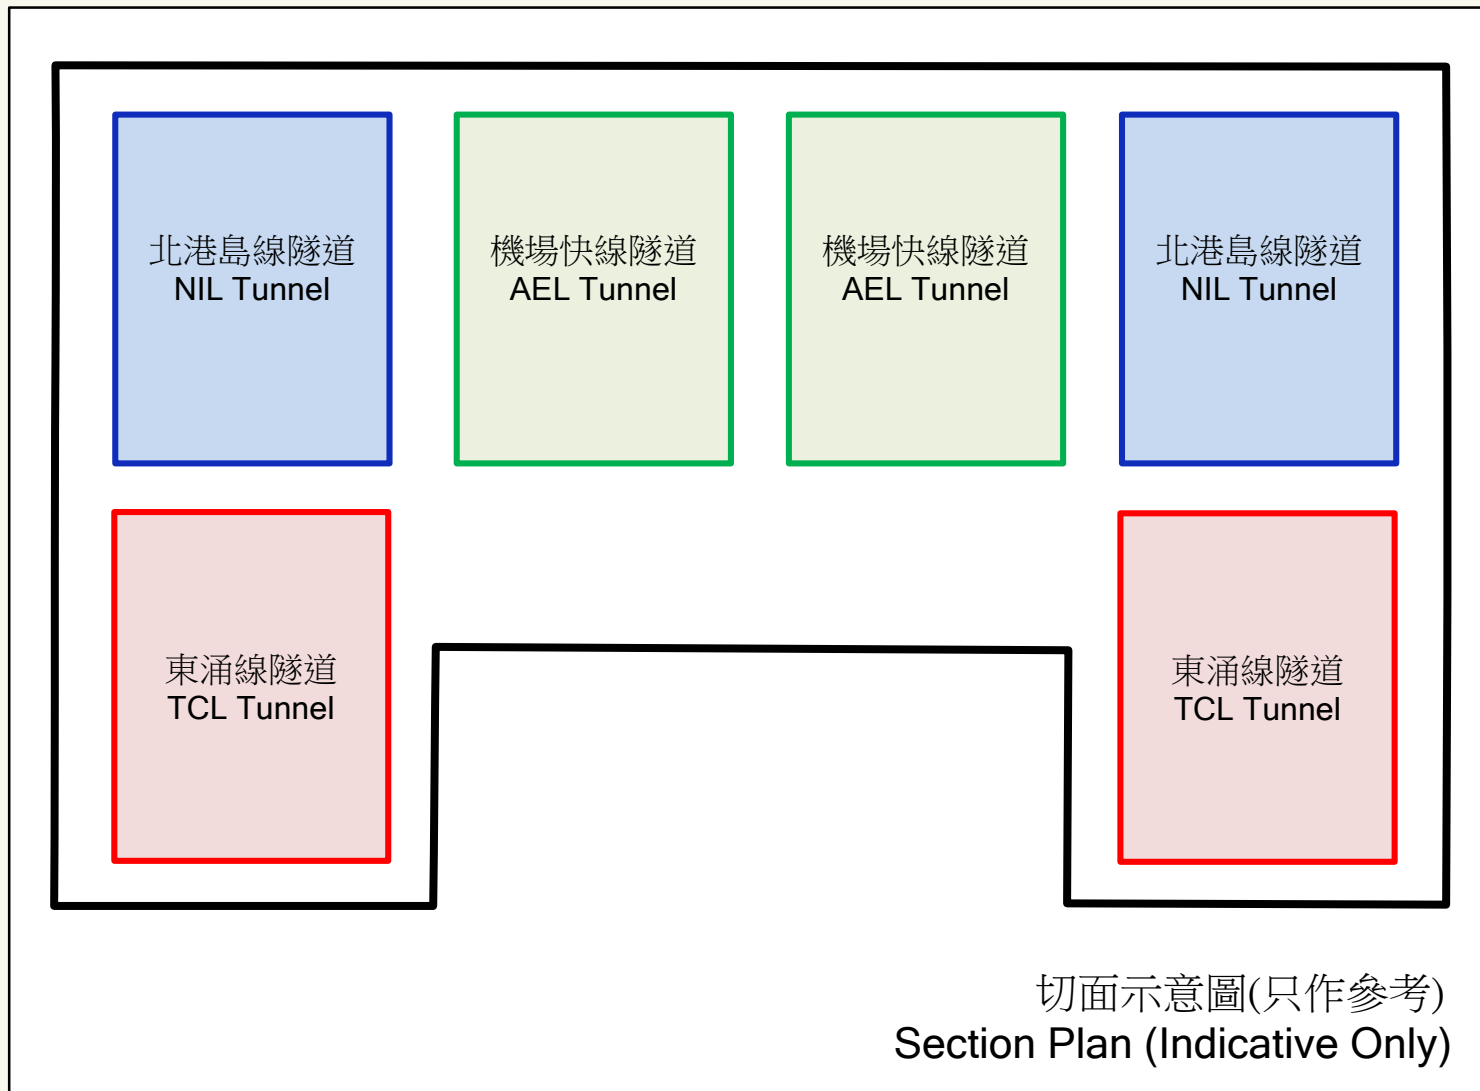 北港島線隧道
NIL Tunnel
機場快線隧道
AEL Tunnel
機場快線隧道
AEL Tunnel
北港島線隧道
NIL Tunnel
東涌線隧道
TCL Tunnel
東涌線隧道
TCL Tunnel
切面示意圖(只作參考)
Section Plan (Indicative Only)